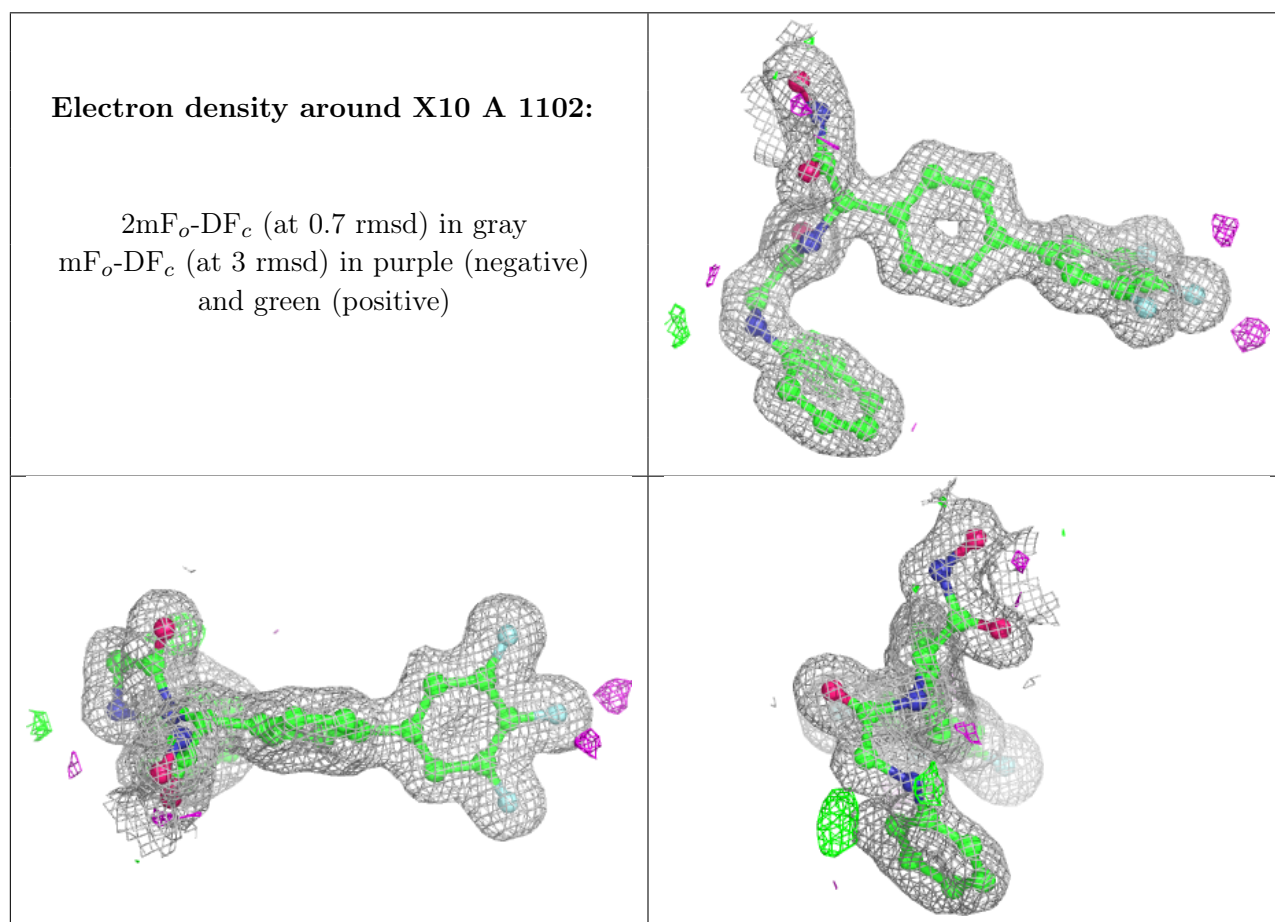 Electron density around X10 A 1102:
2mFo-DFc (at 0.7 rmsd) in gray
mFo-DFc (at 3 rmsd) in purple (negative)
and green (positive)